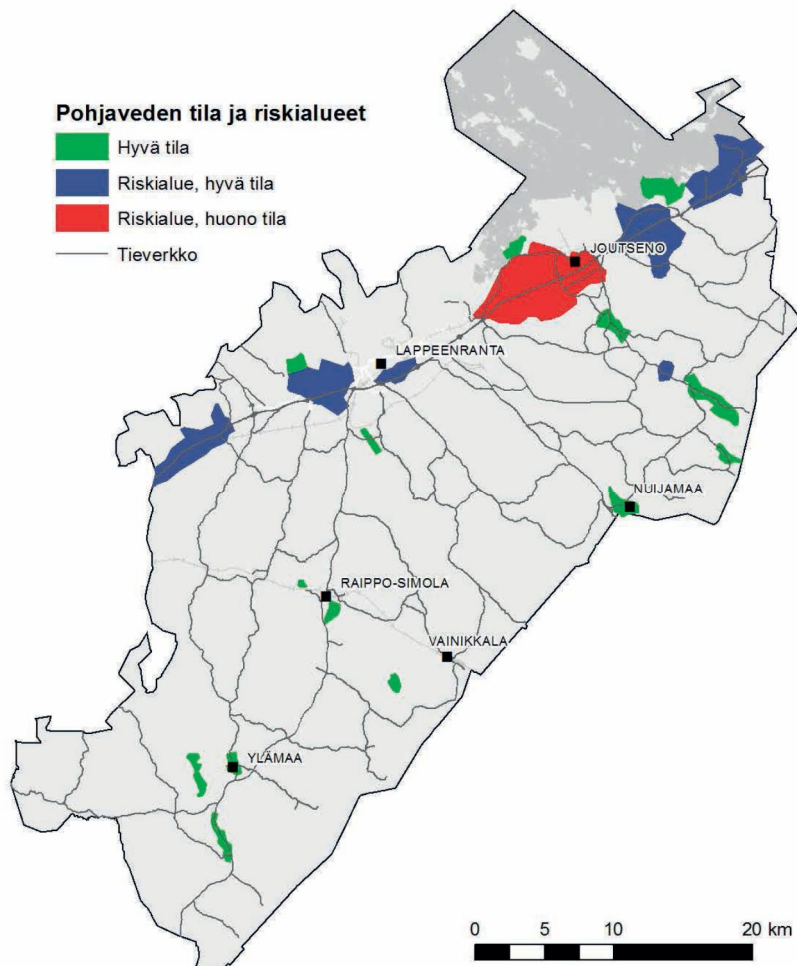 Pohjaveden tila ja riskialueet
Hyvä tila
Riskialue, hyvä tila
Riskialue, huono tila
Tieverkko
JOUTSENO
LAPPEENRANTA
NUIJAMAA
RAIPPO-SIMOLA
VAINIKKALA
YLÄMAA
0 5 10 20 km